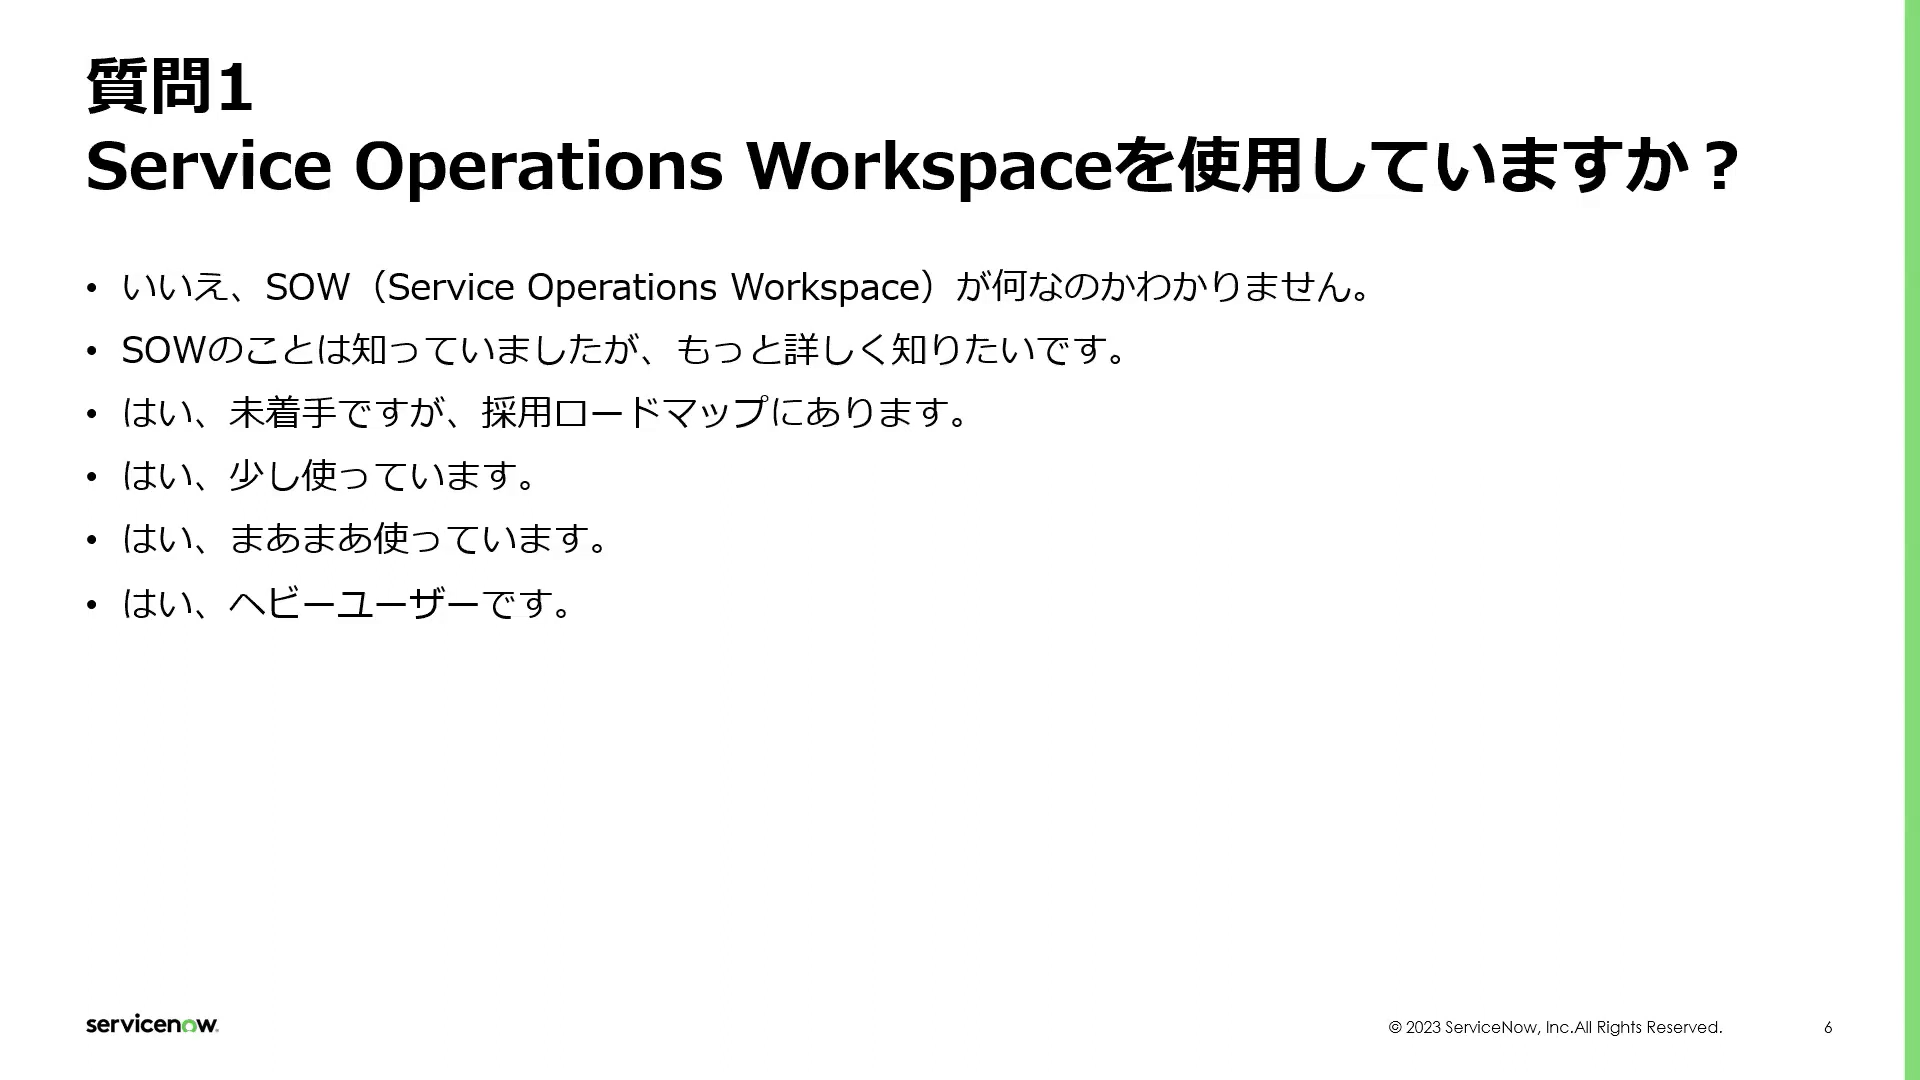 質問1
Service Operations Workspaceを使用していますか？
• いいえ、SOW（Service Operations Workspace）が何なのかわかりません。
• SOWのことは知っていましたが、もっと詳しく知りたいです。
• はい、未着手ですが、採用ロードマップにあります。
• はい、少し使っています。
• はい、まあまあ使っています。
• はい、ヘビーユーザーです。
servicenow.
© 2023 ServiceNow, Inc.All Rights Reserved.
6